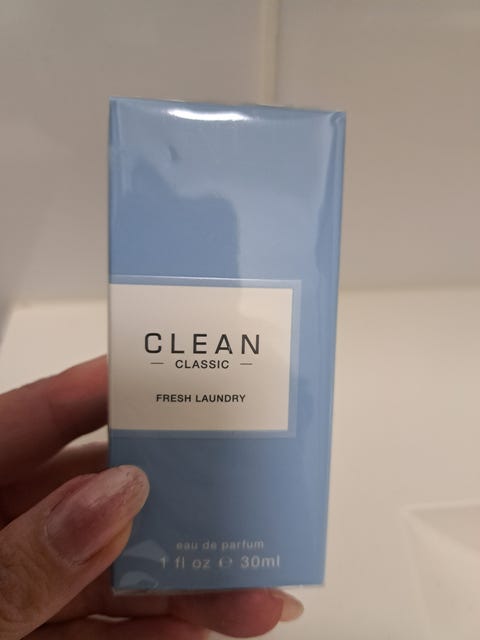 CLEAN
— CLASSIC —
FRESH LAUNDRY
eau de parfum
1 fl oz ℮ 30ml